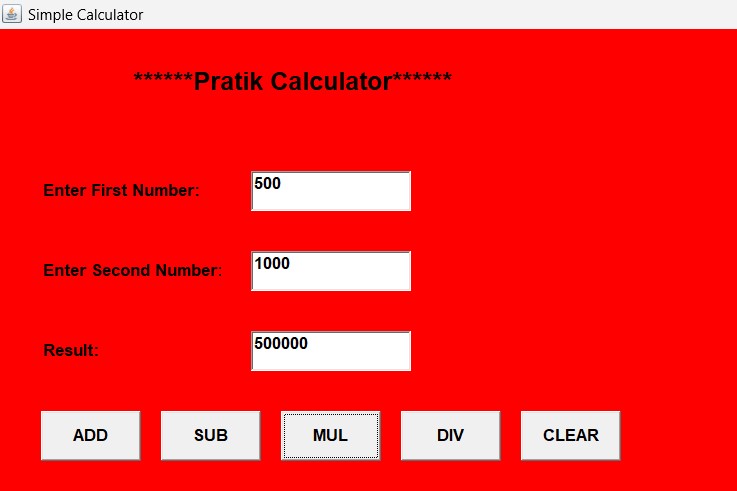 Simple Calculator
******Pratik Calculator******
Enter First Number: 500
Enter Second Number: 1000
Result: 500000
ADD SUB MUL DIV CLEAR